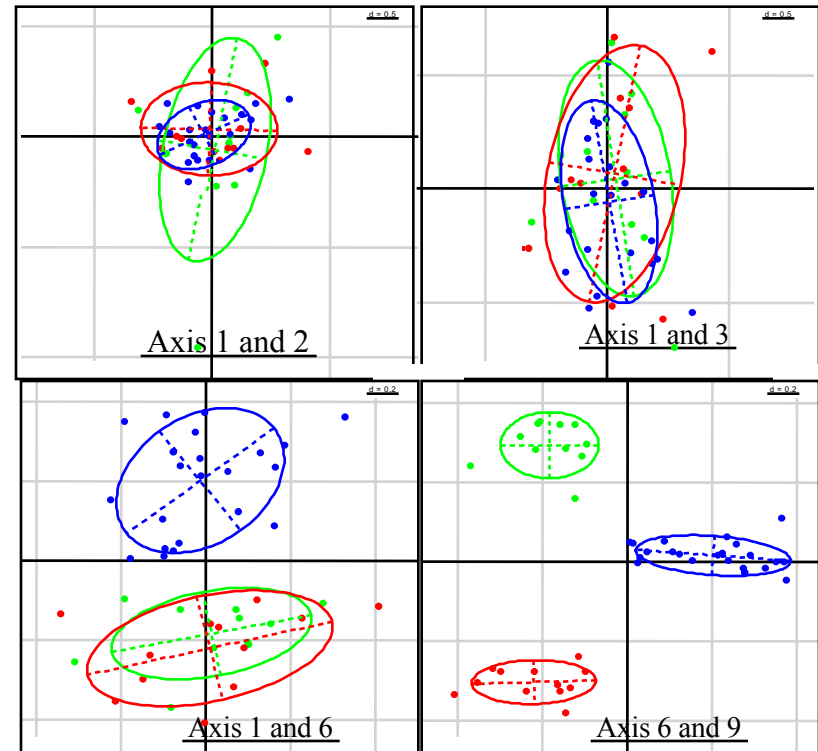 d = 0.5
d = 0.5
Axis 1 and 2
Axis 1 and 3
d = 0.2
d = 0.2
Axis 1 and 6
Axis 6 and 9